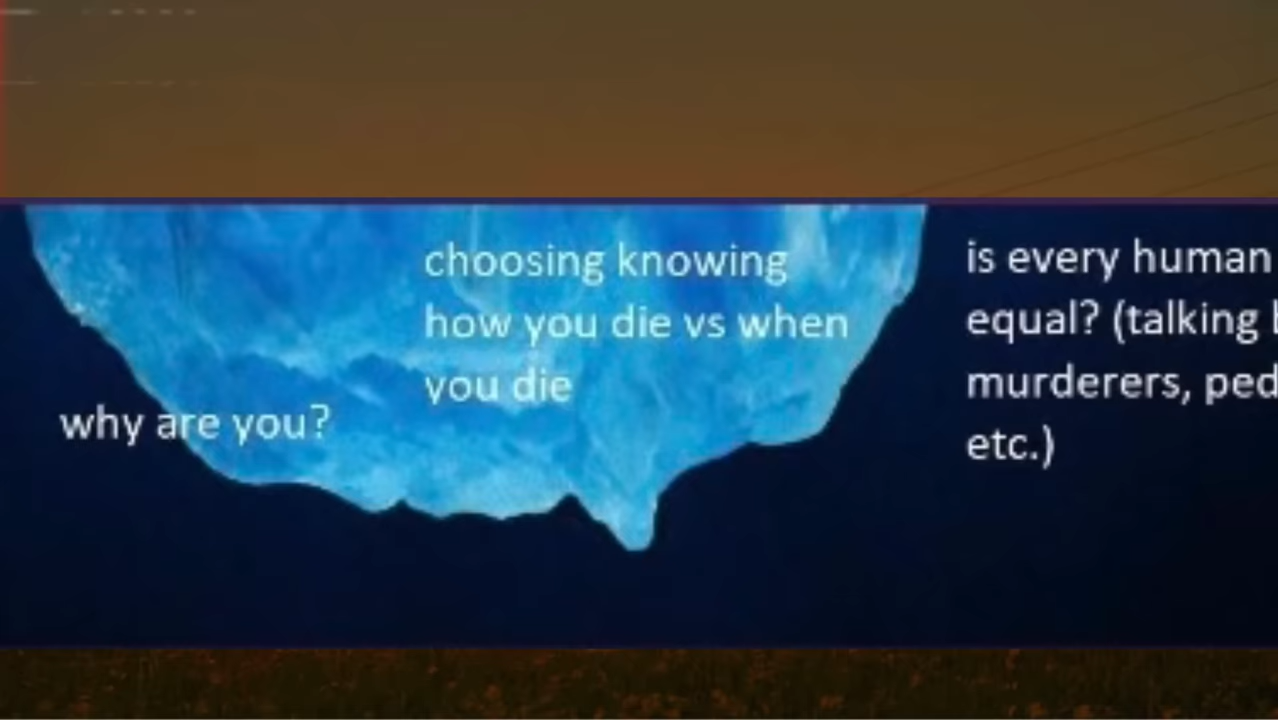 why are you?
choosing knowing
how you die vs when
you die
is every human
equal? (talking
murderers, ped
etc.)